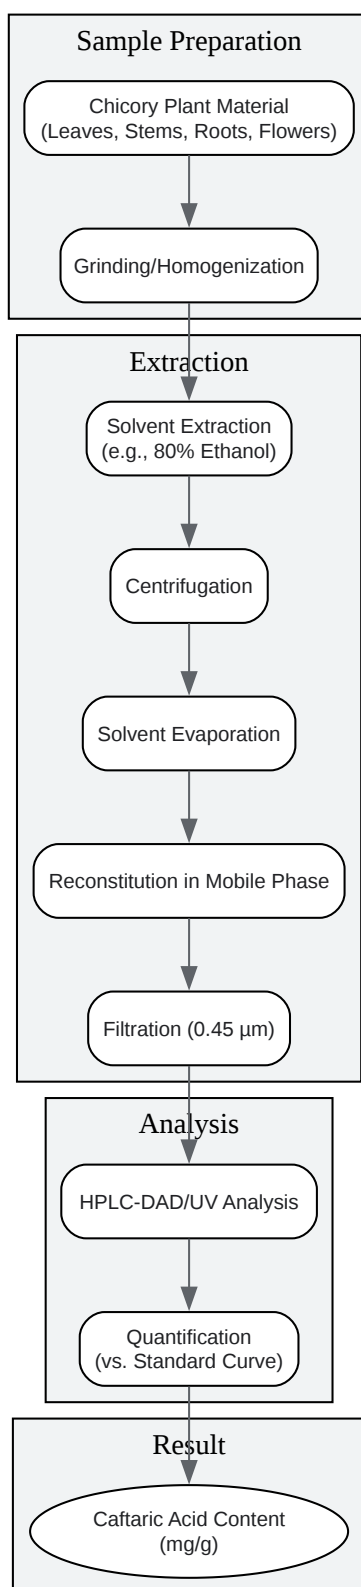 Sample Preparation
Chicory Plant Material
(Leaves, Stems, Roots, Flowers)
Grinding/Homogenization
Extraction
Solvent Extraction
(e.g., 80% Ethanol)
Centrifugation
Solvent Evaporation
Reconstitution in Mobile Phase
Filtration (0.45 µm)
Analysis
HPLC-DAD/UV Analysis
Quantification
(vs. Standard Curve)
Result
Caftaric Acid Content
(mg/g)